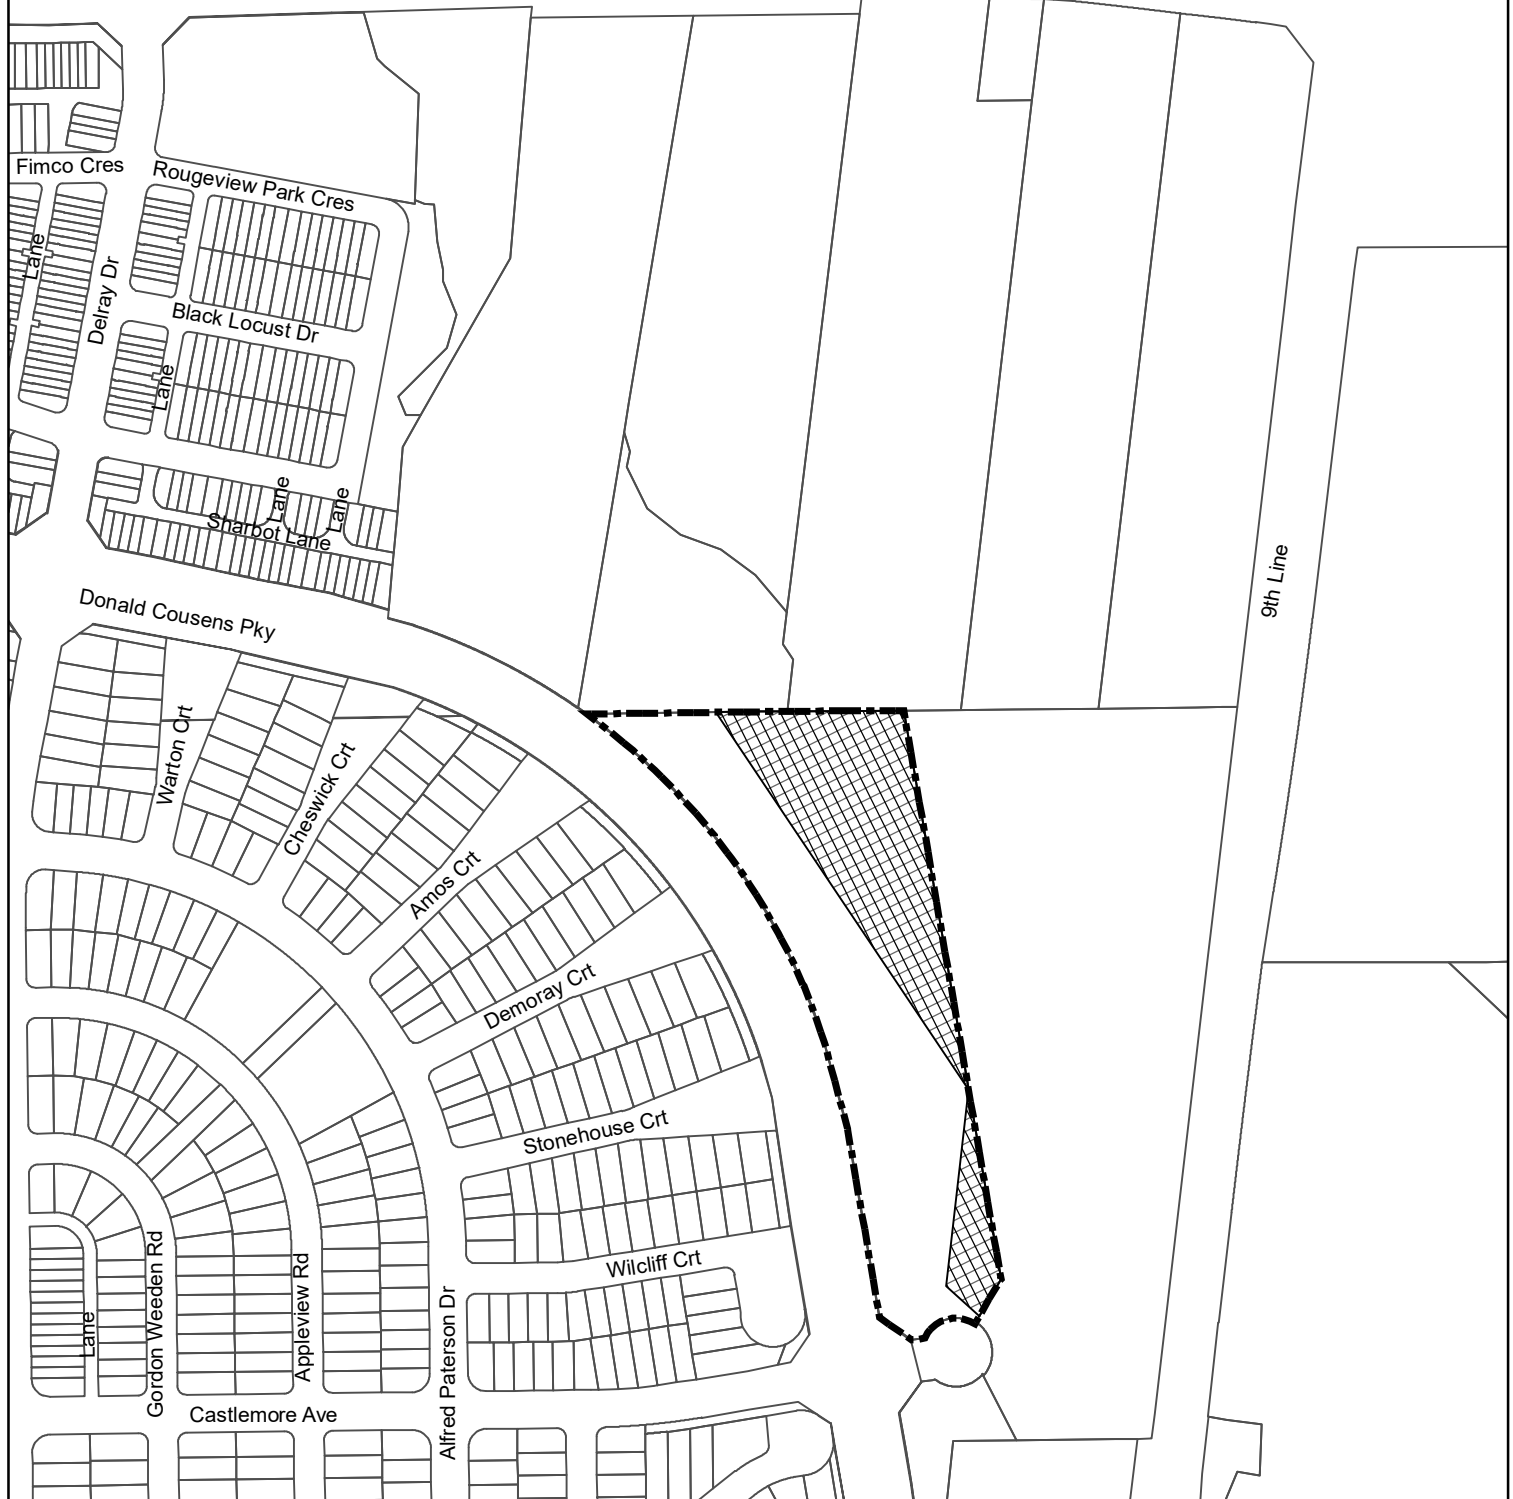 Fimco Cres
Rougeview Park Cres
Lane
Delray Dr
Black Locust Dr
Lane
Lane
Lane
Sharbot Lane
9th Line
Donald Cousens Pky
Warton Crt
Cheswick Crt
Amos Crt
Demoray Crt
Stonehouse Crt
Wilcliff Crt
Lane
Gordon Weeden Rd
Appleview Rd
Alfred Paterson Dr
Castlemore Ave